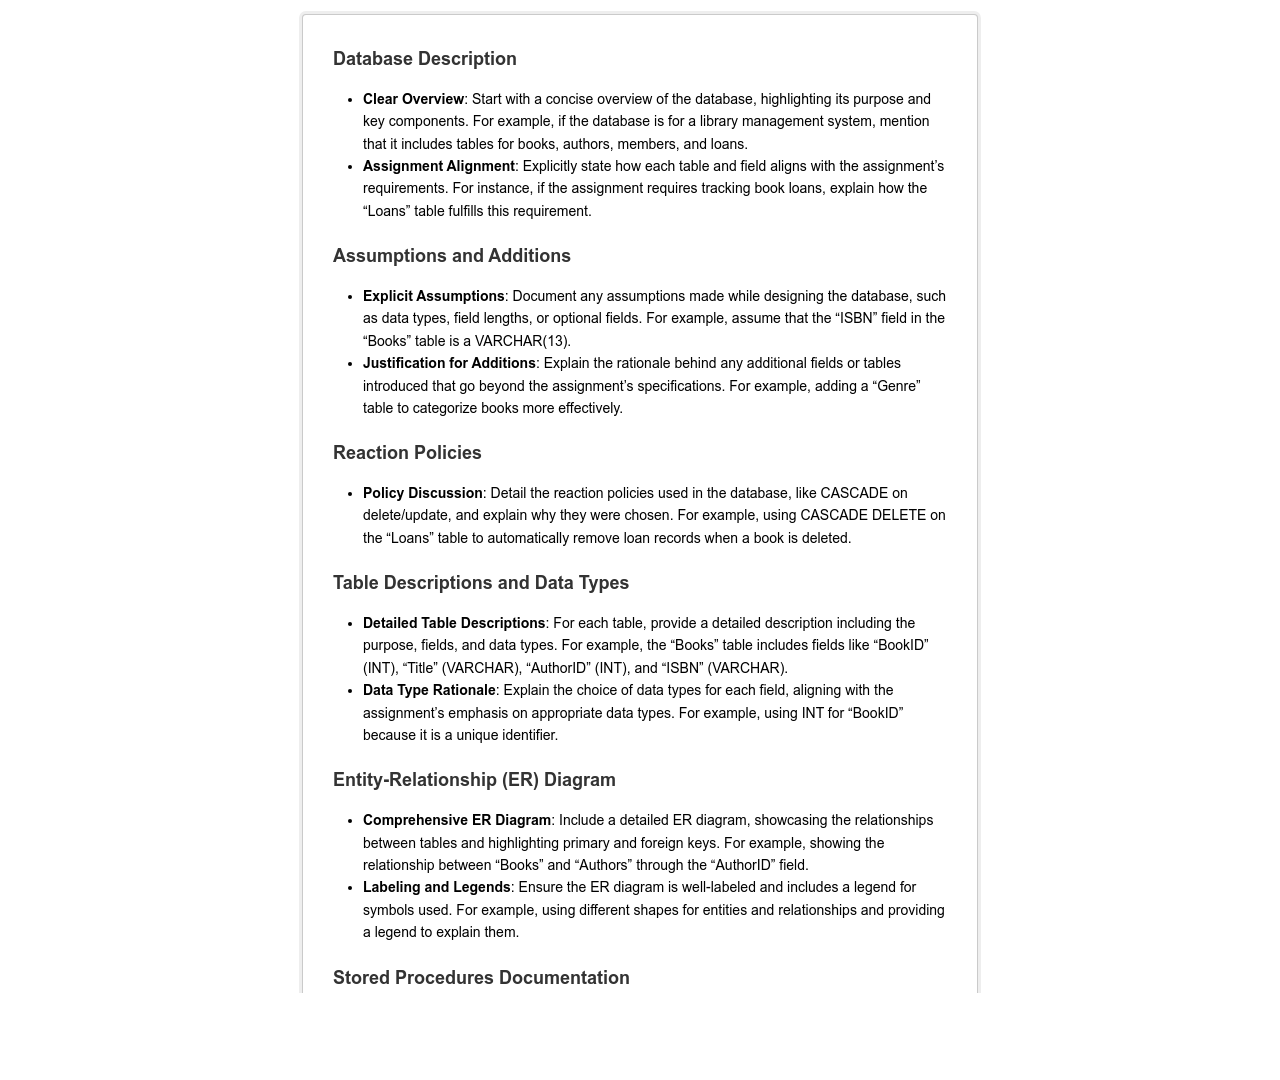 Database Description
• Clear Overview: Start with a concise overview of the database, highlighting its purpose and
key components. For example, if the database is for a library management system, mention
that it includes tables for books, authors, members, and loans.
• Assignment Alignment: Explicitly state how each table and field aligns with the assignment’s
requirements. For instance, if the assignment requires tracking book loans, explain how the
“Loans” table fulfills this requirement.
Assumptions and Additions
• Explicit Assumptions: Document any assumptions made while designing the database, such
as data types, field lengths, or optional fields. For example, assume that the “ISBN” field in the
“Books” table is a VARCHAR(13).
• Justification for Additions: Explain the rationale behind any additional fields or tables
introduced that go beyond the assignment’s specifications. For example, adding a “Genre”
table to categorize books more effectively.
Reaction Policies
• Policy Discussion: Detail the reaction policies used in the database, like CASCADE on
delete/update, and explain why they were chosen. For example, using CASCADE DELETE on
the “Loans” table to automatically remove loan records when a book is deleted.
Table Descriptions and Data Types
• Detailed Table Descriptions: For each table, provide a detailed description including the
purpose, fields, and data types. For example, the “Books” table includes fields like “BookID”
(INT), “Title” (VARCHAR), “AuthorID” (INT), and “ISBN” (VARCHAR).
• Data Type Rationale: Explain the choice of data types for each field, aligning with the
assignment’s emphasis on appropriate data types. For example, using INT for “BookID”
because it is a unique identifier.
Entity-Relationship (ER) Diagram
• Comprehensive ER Diagram: Include a detailed ER diagram, showcasing the relationships
between tables and highlighting primary and foreign keys. For example, showing the
relationship between “Books” and “Authors” through the “AuthorID” field.
• Labeling and Legends: Ensure the ER diagram is well-labeled and includes a legend for
symbols used. For example, using different shapes for entities and relationships and providing
a legend to explain them.
Stored Procedures Documentation